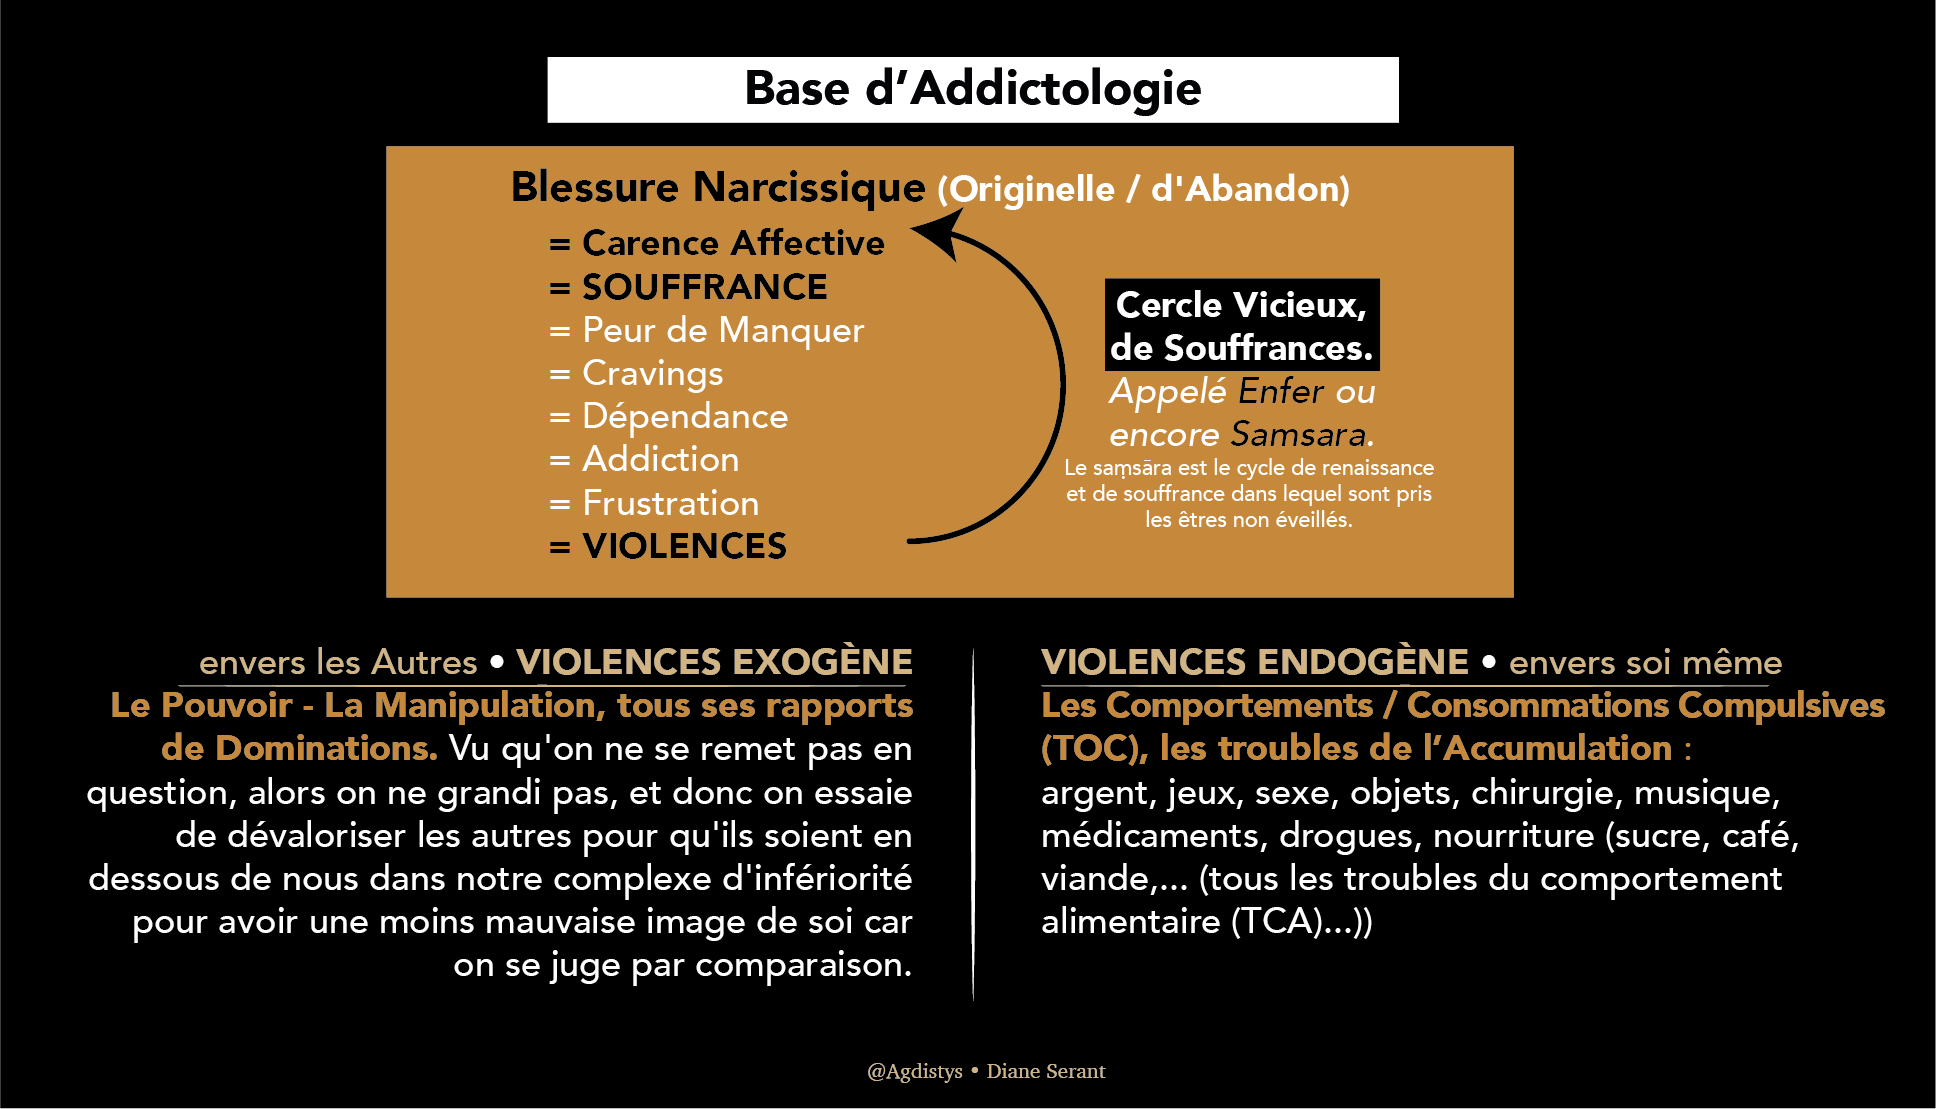 Base d’Addictologie
Blessure Narcissique (Originelle / d'Abandon)
= Carence Affective
= SOUFFRANCE
= Peur de Manquer
= Cravings
= Dépendance
= Addiction
= Frustration
= VIOLENCES
Cercle Vicieux,
de Souffrances.
Appelé Enfer ou
encore Samsara.
Le saṃsāra est le cycle de renaissance
et de souffrance dans lequel sont pris
les êtres non éveillés.
envers les Autres • VIOLENCES EXOGÈNE
Le Pouvoir - La Manipulation, tous ses rapports
de Dominations. Vu qu'on ne se remet pas en
question, alors on ne grandi pas, et donc on essaie
de dévaloriser les autres pour qu'ils soient en
dessous de nous dans notre complexe d'infériorité
pour avoir une moins mauvaise image de soi car
on se juge par comparaison.
VIOLENCES ENDOGÈNE • envers soi même
Les Comportements / Consommations Compulsives
(TOC), les troubles de l’Accumulation :
argent, jeux, sexe, objets, chirurgie, musique,
médicaments, drogues, nourriture (sucre, café,
viande,... (tous les troubles du comportement
alimentaire (TCA)...))
@Agdistys • Diane Serant